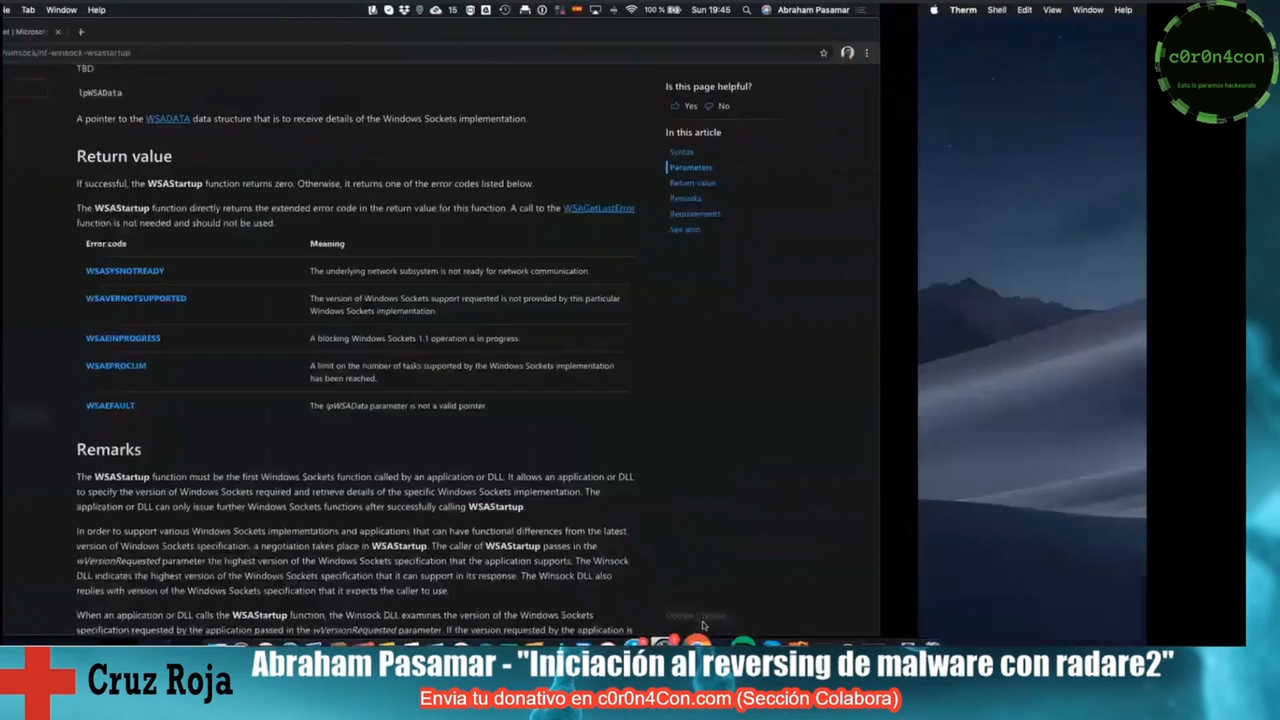 le Tab Window Help
15
100 %
Sun 19:45
Abraham Pasamar
Therm Shell Edit View Window Help
et | Microsof
/winsock/nf-winsock-wsastartup
TBD
lpWSAData
A pointer to the WSADATA data structure that is to receive details of the Windows Sockets implementation.
Return value
If successful, the WSAStartup function returns zero. Otherwise, it returns one of the error codes listed below.
The WSAStartup function directly returns the extended error code in the return value for this function. A call to the WSAGetLastError
function is not needed and should not be used.
Error code Meaning
WSASYSNOTREADY The underlying network subsystem is not ready for network communication.
WSAVERNOTSUPPORTED The version of Windows Sockets support requested is not provided by this particular
Windows Sockets implementation.
WSAEINPROGRESS A blocking Windows Sockets 1.1 operation is in progress.
WSAEPROCLIM A limit on the number of tasks supported by the Windows Sockets implementation
has been reached.
WSAEFAULT The lpWSAData parameter is not a valid pointer.
Remarks
The WSAStartup function must be the first Windows Sockets function called by an application or DLL. It allows an application or DLL
to specify the version of Windows Sockets required and retrieve details of the specific Windows Sockets implementation. The
application or DLL can only issue further Windows Sockets functions after successfully calling WSAStartup.
In order to support various Windows Sockets implementations and applications that can have functional differences from the latest
version of Windows Sockets specification, a negotiation takes place in WSAStartup. The caller of WSAStartup passes in the
wVersionRequested parameter the highest version of the Windows Sockets specification that the application supports. The Winsock
DLL indicates the highest version of the Windows Sockets specification that it can support in its response. The Winsock DLL also
replies with version of the Windows Sockets specification that it expects the caller to use.
When an application or DLL calls the WSAStartup function, the Winsock DLL examines the version of the Windows Sockets
specification requested by the application passed in the wVersionRequested parameter. If the version requested by the application is
Is this page helpful?
Yes No
In this article
Syntax
Parameters
Return value
Remarks
Requirements
See also
c0r0n4con
Esto lo paramos hackeando
Cruz Roja
Abraham Pasamar - "Iniciación al reversing de malware con radare2"
Envia tu donativo en c0r0n4Con.com (Sección Colabora)